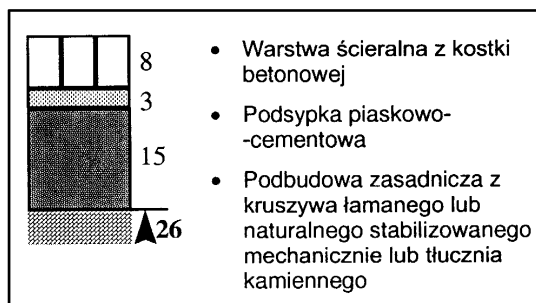 8
3
15
26
• Warstwa ścieralna z kostki
betonowej
• Podsypka piaskowo-
-cementowa
• Podbudowa zasadnicza z
kruszywa łamanego lub
naturalnego stabilizowanego
mechanicznie lub tłucznia
kamiennego